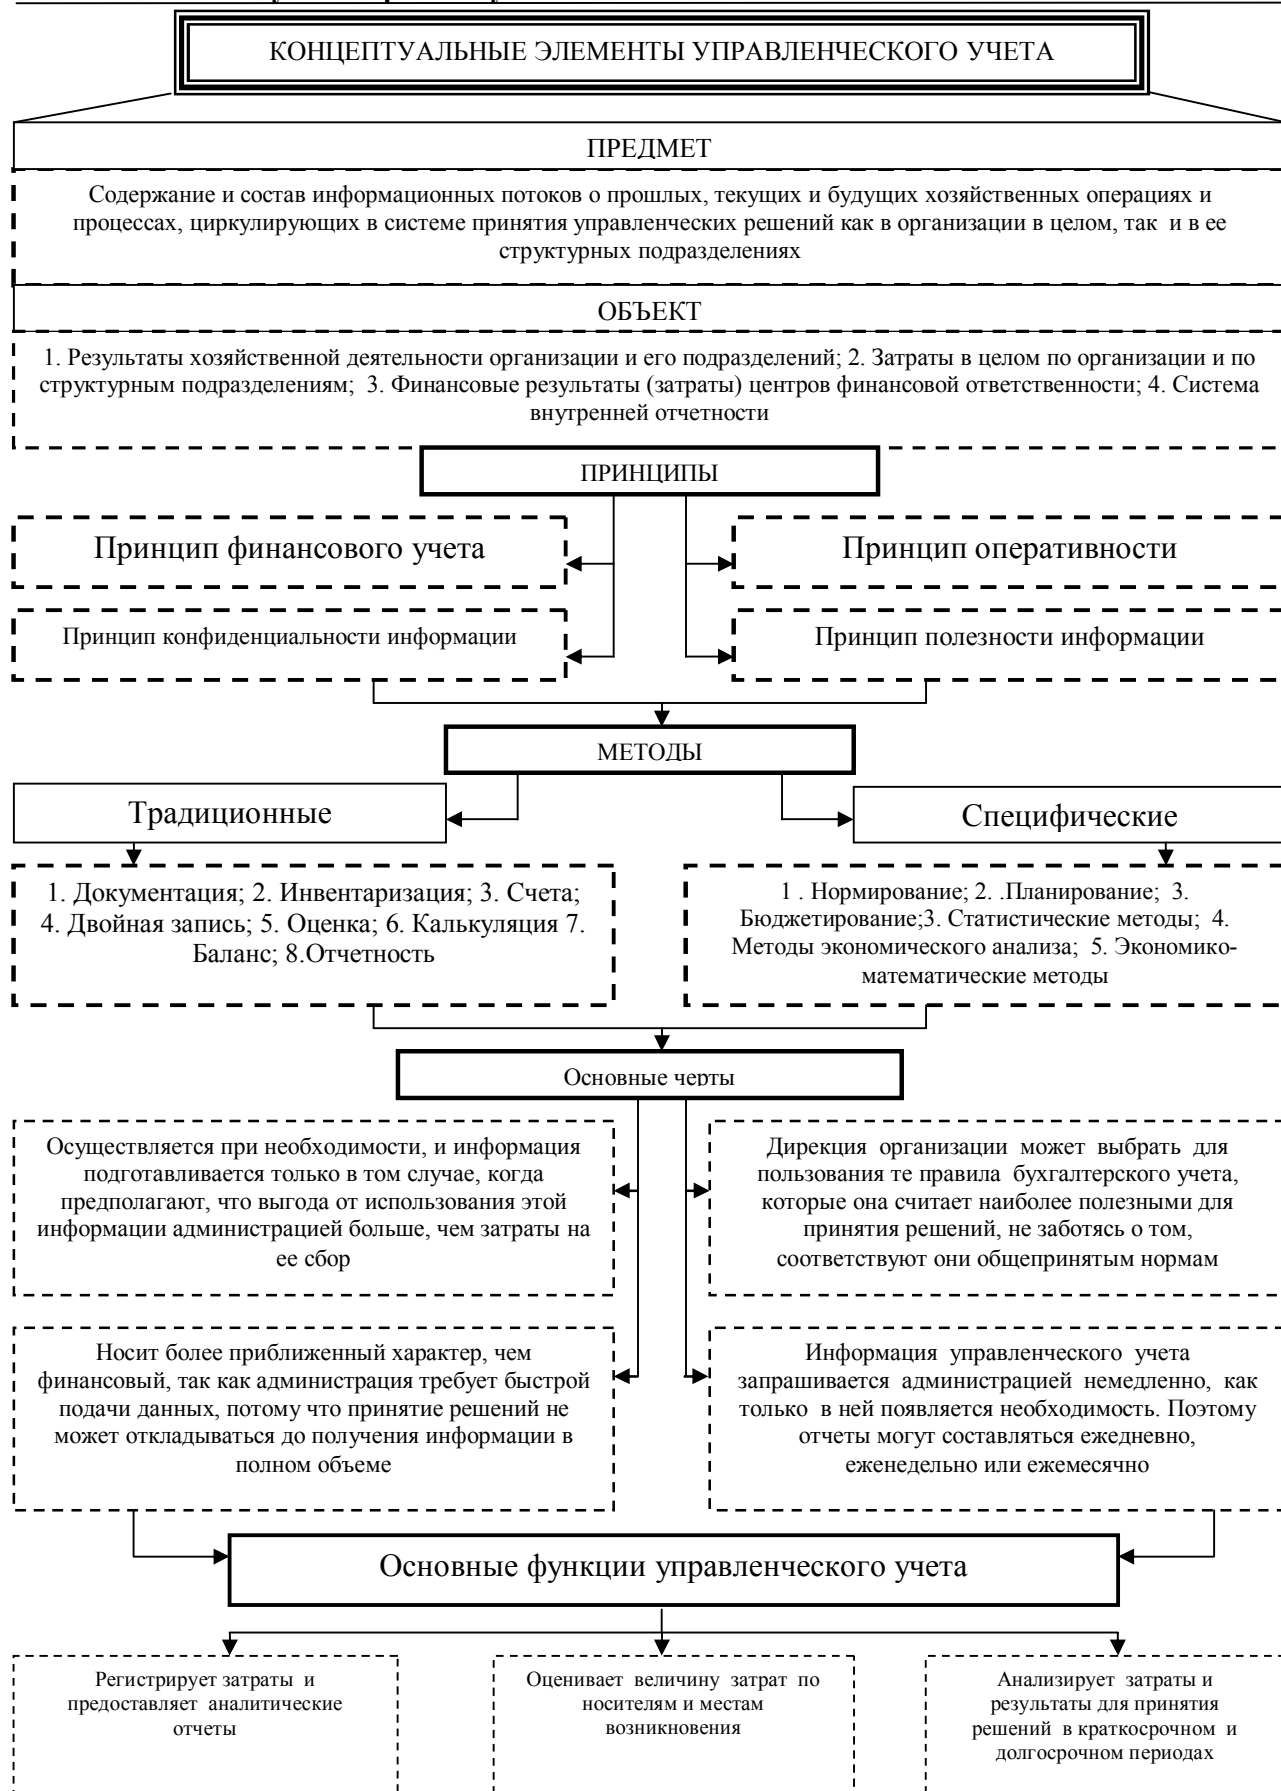 КОНЦЕПТУАЛЬНЫЕ ЭЛЕМЕНТЫ УПРАВЛЕНЧЕСКОГО УЧЕТА
ПРЕДМЕТ
Содержание и состав информационных потоков о прошлых, текущих и будущих хозяйственных операциях и
процессах, циркулирующих в системе принятия управленческих решений как в организации в целом, так и в ее
структурных подразделениях
ОБЪЕКТ
1. Результаты хозяйственной деятельности организации и его подразделений; 2. Затраты в целом по организации и по
структурным подразделениям; 3. Финансовые результаты (затраты) центров финансовой ответственности; 4. Система
внутренней отчетности
ПРИНЦИПЫ
Принцип финансового учета
Принцип оперативности
Принцип конфиденциальности информации
Принцип полезности информации
МЕТОДЫ
Традиционные
Специфические
1. Документация; 2. Инвентаризация; 3. Счета;
4. Двойная запись; 5. Оценка; 6. Калькуляция 7.
Баланс; 8.Отчетность
1 . Нормирование; 2. .Планирование; 3.
Бюджетирование;3. Статистические методы; 4.
Методы экономического анализа; 5. Экономико-
математические методы
Основные черты
Осуществляется при необходимости, и информация
подготавливается только в том случае, когда
предполагают, что выгода от использования этой
информации администрацией больше, чем затраты на
ее сбор
Дирекция организации может выбрать для
пользования те правила бухгалтерского учета,
которые она считает наиболее полезными для
принятия решений, не заботясь о том,
соответствуют они общепринятым нормам
Носит более приближенный характер, чем
финансовый, так как администрация требует быстрой
подачи данных, потому что принятие решений не
может откладываться до получения информации в
полном объеме
Информация управленческого учета
запрашивается администрацией немедленно, как
только в ней появляется необходимость. Поэтому
отчеты могут составляться ежедневно,
еженедельно или ежемесячно
Основные функции управленческого учета
Регистрирует затраты и
предоставляет аналитические
отчеты
Оценивает величину затрат по
носителям и местам
возникновения
Анализирует затраты и
результаты для принятия
решений в краткосрочном и
долгосрочном периодах